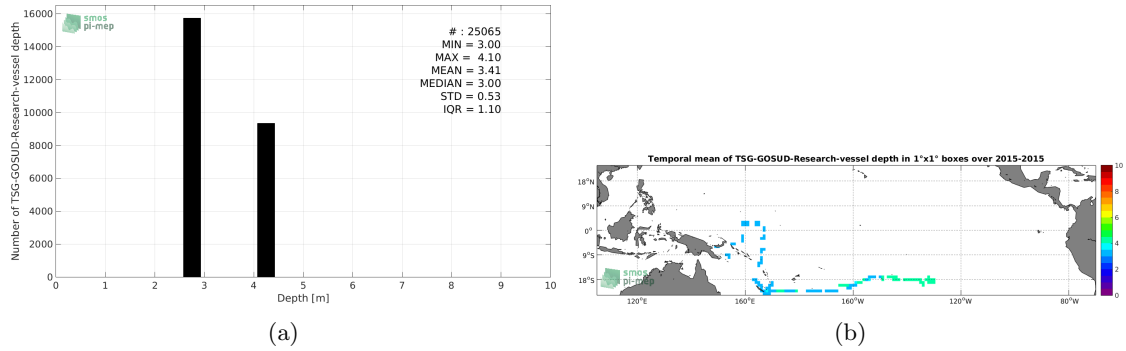 smos
pi-mep
# : 25065
MIN = 3.00
MAX = 4.10
MEAN = 3.41
MEDIAN = 3.00
STD = 0.53
IQR = 1.10
Number of TSG-GOSUD-Research-vessel depth
16000
14000
12000
10000
8000
6000
4000
2000
0
0 1 2 3 4 5 6 7 8 9 10
Depth [m]
(a)
Temporal mean of TSG-GOSUD-Research-vessel depth in 1°x1° boxes over 2015-2015
18°N
9°N
0°
9°S
18°S
120°E 160°E 160°W 120°W 80°W
smos
pi-mep
10
8
6
4
2
0
(b)